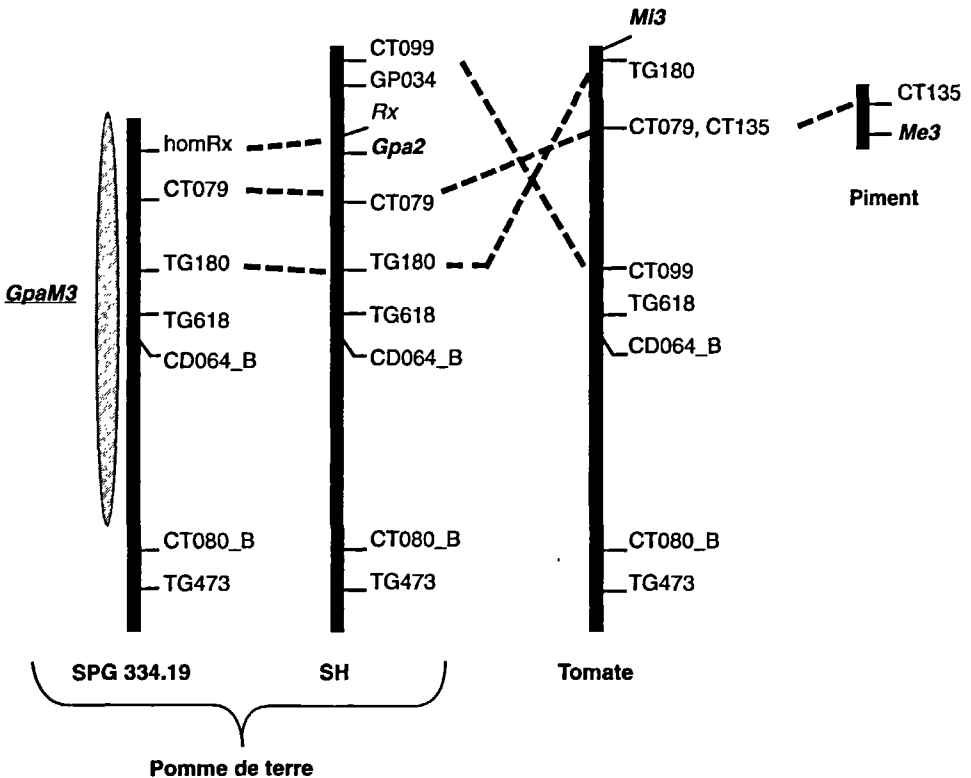 GpaM3
homRx
CT079
TG180
TG618
CD064_B
CT080_B
TG473
SPG 334.19
CT099
GP034
Rx
Gpa2
CT079
TG180
TG618
CD064_B
CT080_B
TG473
SH
Pomme de terre
Mi3
TG180
CT079, CT135
CT099
TG618
CD064_B
CT080_B
TG473
Tomate
CT135
Me3
Piment